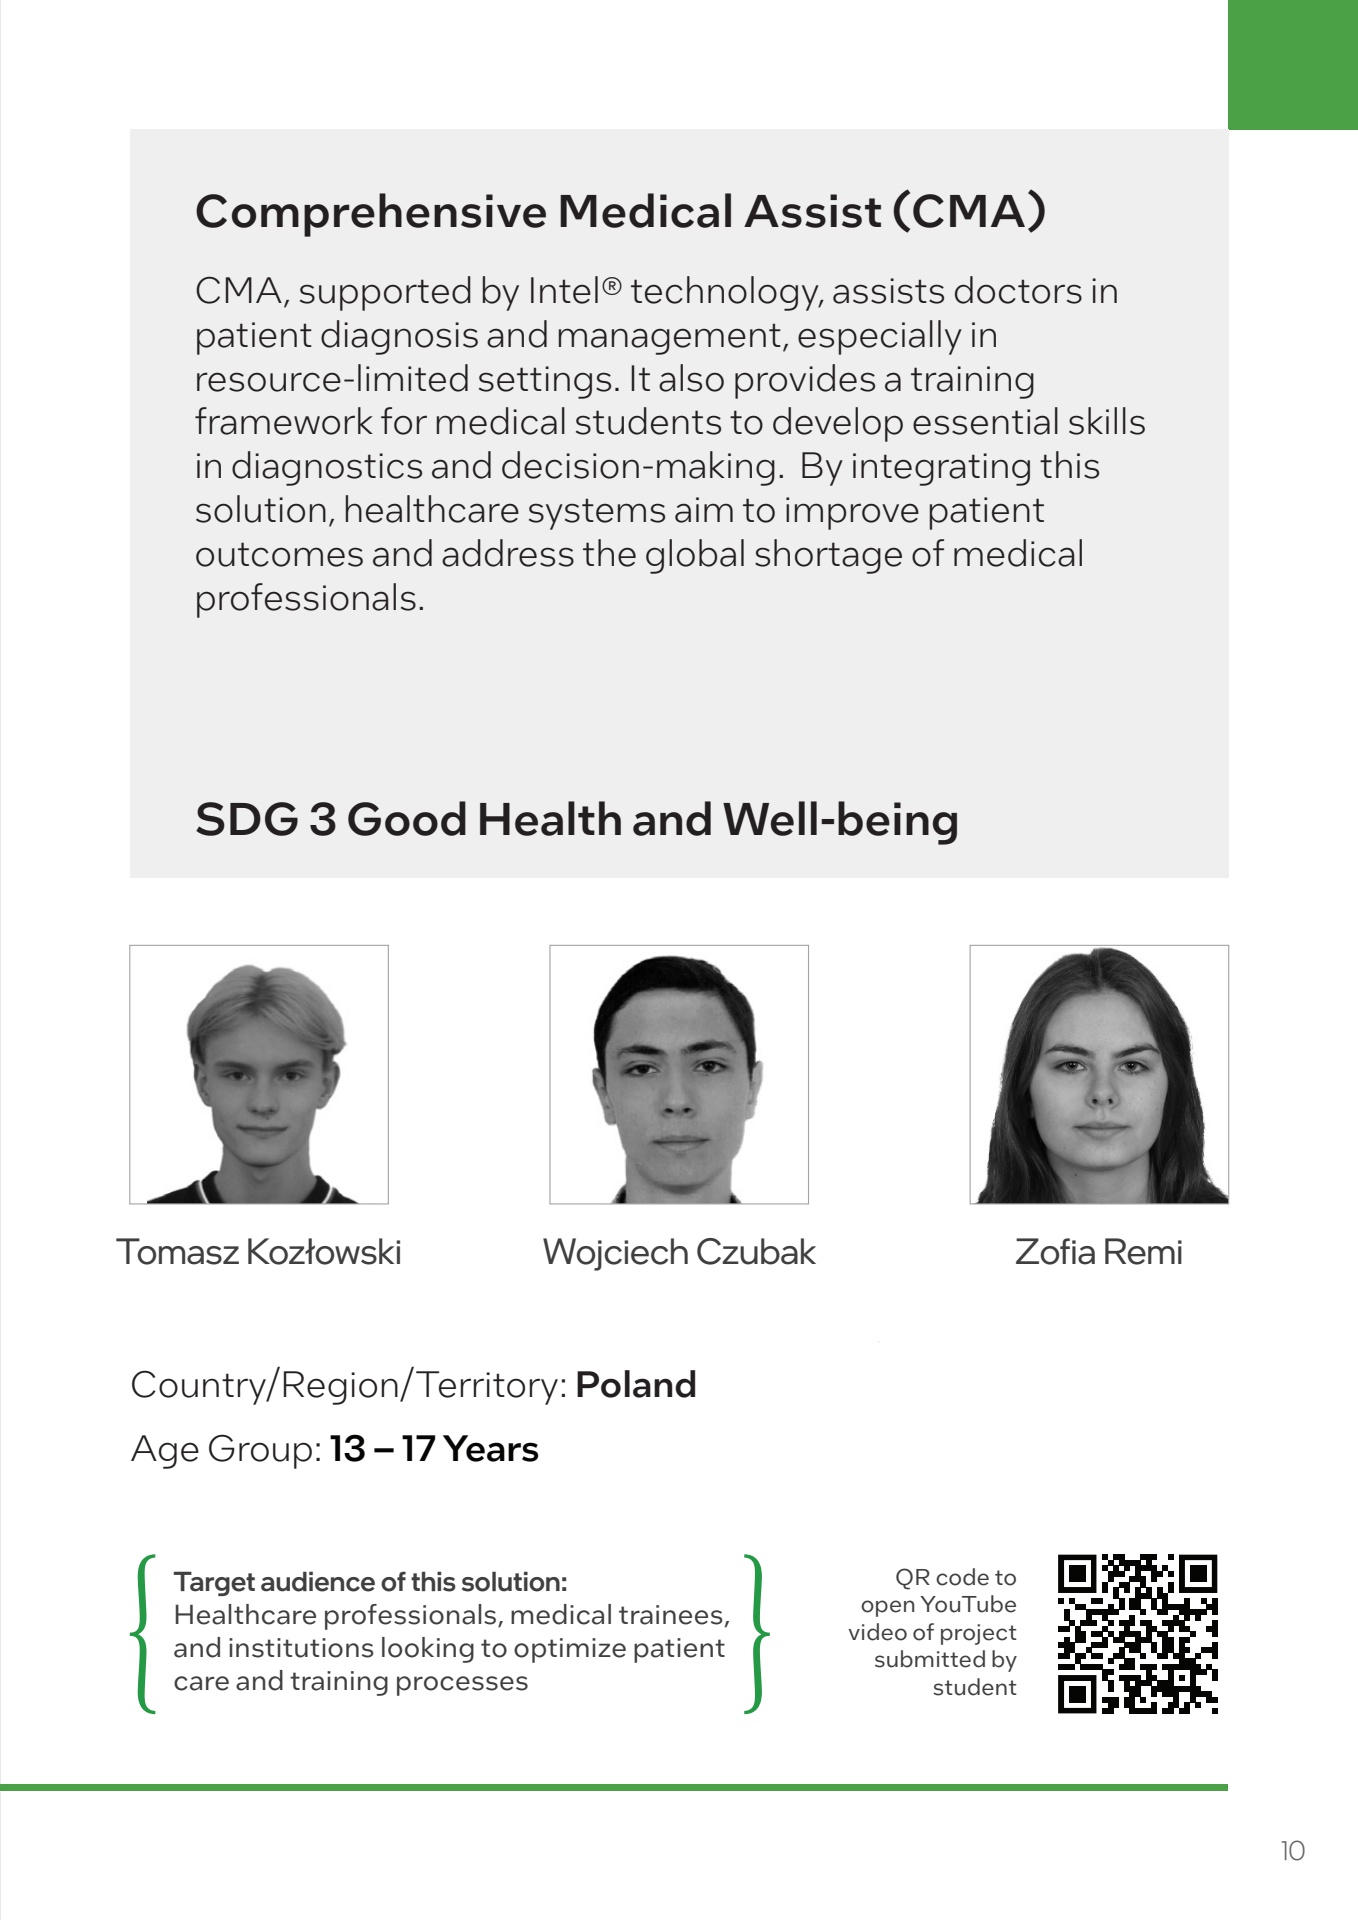 Comprehensive Medical Assist (CMA)
CMA, supported by Intel® technology, assists doctors in
patient diagnosis and management, especially in
resource-limited settings. It also provides a training
framework for medical students to develop essential skills
in diagnostics and decision-making.  By integrating this
solution, healthcare systems aim to improve patient
outcomes and address the global shortage of medical
professionals.
SDG 3 Good Health and Well-being
Tomasz Kozłowski
Wojciech Czubak
Zofia Remi
Country/Region/Territory: Poland
Age Group: 13 – 17 Years
Target audience of this solution:
Healthcare professionals, medical trainees,
and institutions looking to optimize patient
care and training processes
QR code to
open YouTube
video of project
submitted by
student
10